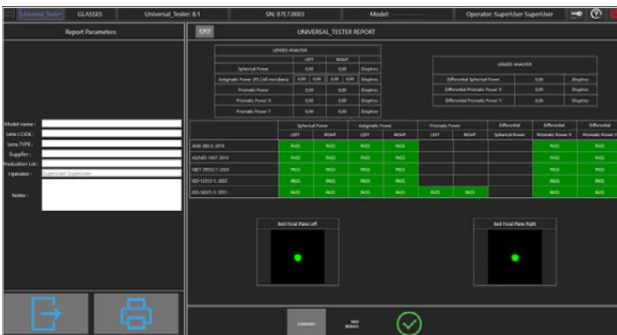 Universal_Tester GLASSES Universal_Tester: 8.1 SN: 07E7.0003 Model: Operator: SuperUser SuperUser
Report Parameters
UNIVERSAL_TESTER REPORT
LENSES ANALYSIS
LEFT RIGHT
Spherical Power 0,00 0,00 Dioptres
Astigmatic Power (PS | All meridians) 0,00 0,00 0,00 0,00 Dioptres
Prismatic Power 0,00 0,00 Dioptres
Prismatic Power X 0,00 0,00 Dioptres
Prismatic Power Y 0,00 0,00 Dioptres
LENSES ANALYSIS
Differential Spherical Power 0,00 Dioptres
Differential Prismatic Power X 0,00 Dioptres
Differential Prismatic Power Y 0,00 Dioptres
Model name :
Lens CODE :
Lens TYPE :
Supplier :
Production Lot :
Operator : SuperUser SuperUser
Notes :
Spherical Power Astigmatic Power Prismatic Power Differential Differential Differential
LEFT RIGHT LEFT RIGHT LEFT RIGHT Spherical Power Prismatic Power X Prismatic Power Y
PASS PASS PASS PASS PASS PASS
PASS PASS PASS PASS PASS PASS
PASS PASS PASS PASS PASS PASS
ISO-12312-1: 2022 PASS PASS PASS PASS PASS PASS
PASS PASS PASS PASS PASS PASS PASS PASS
Best Focal Plane Left
Best Focal Plane Right
SUMMARY